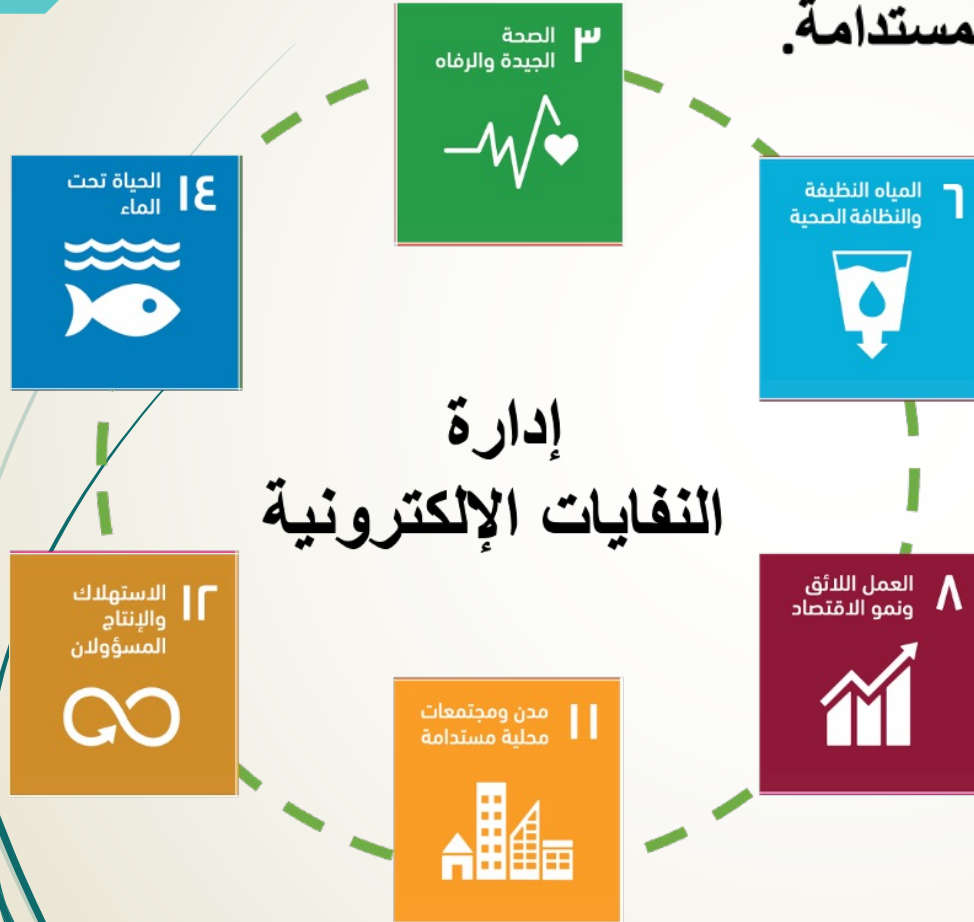 مستدامة.
٣ الصحة
الجيدة والرفاه
١٤ الحياة تحت
الماء
٦ المياه النظيفة
والنظافة الصحية
إدارة
النفايات الإلكترونية
١٢ الاستهلاك
والإنتاج
المسؤولان
٨ العمل اللائق
ونمو الاقتصاد
١١ مدن ومجتمعات
محلية مستدامة